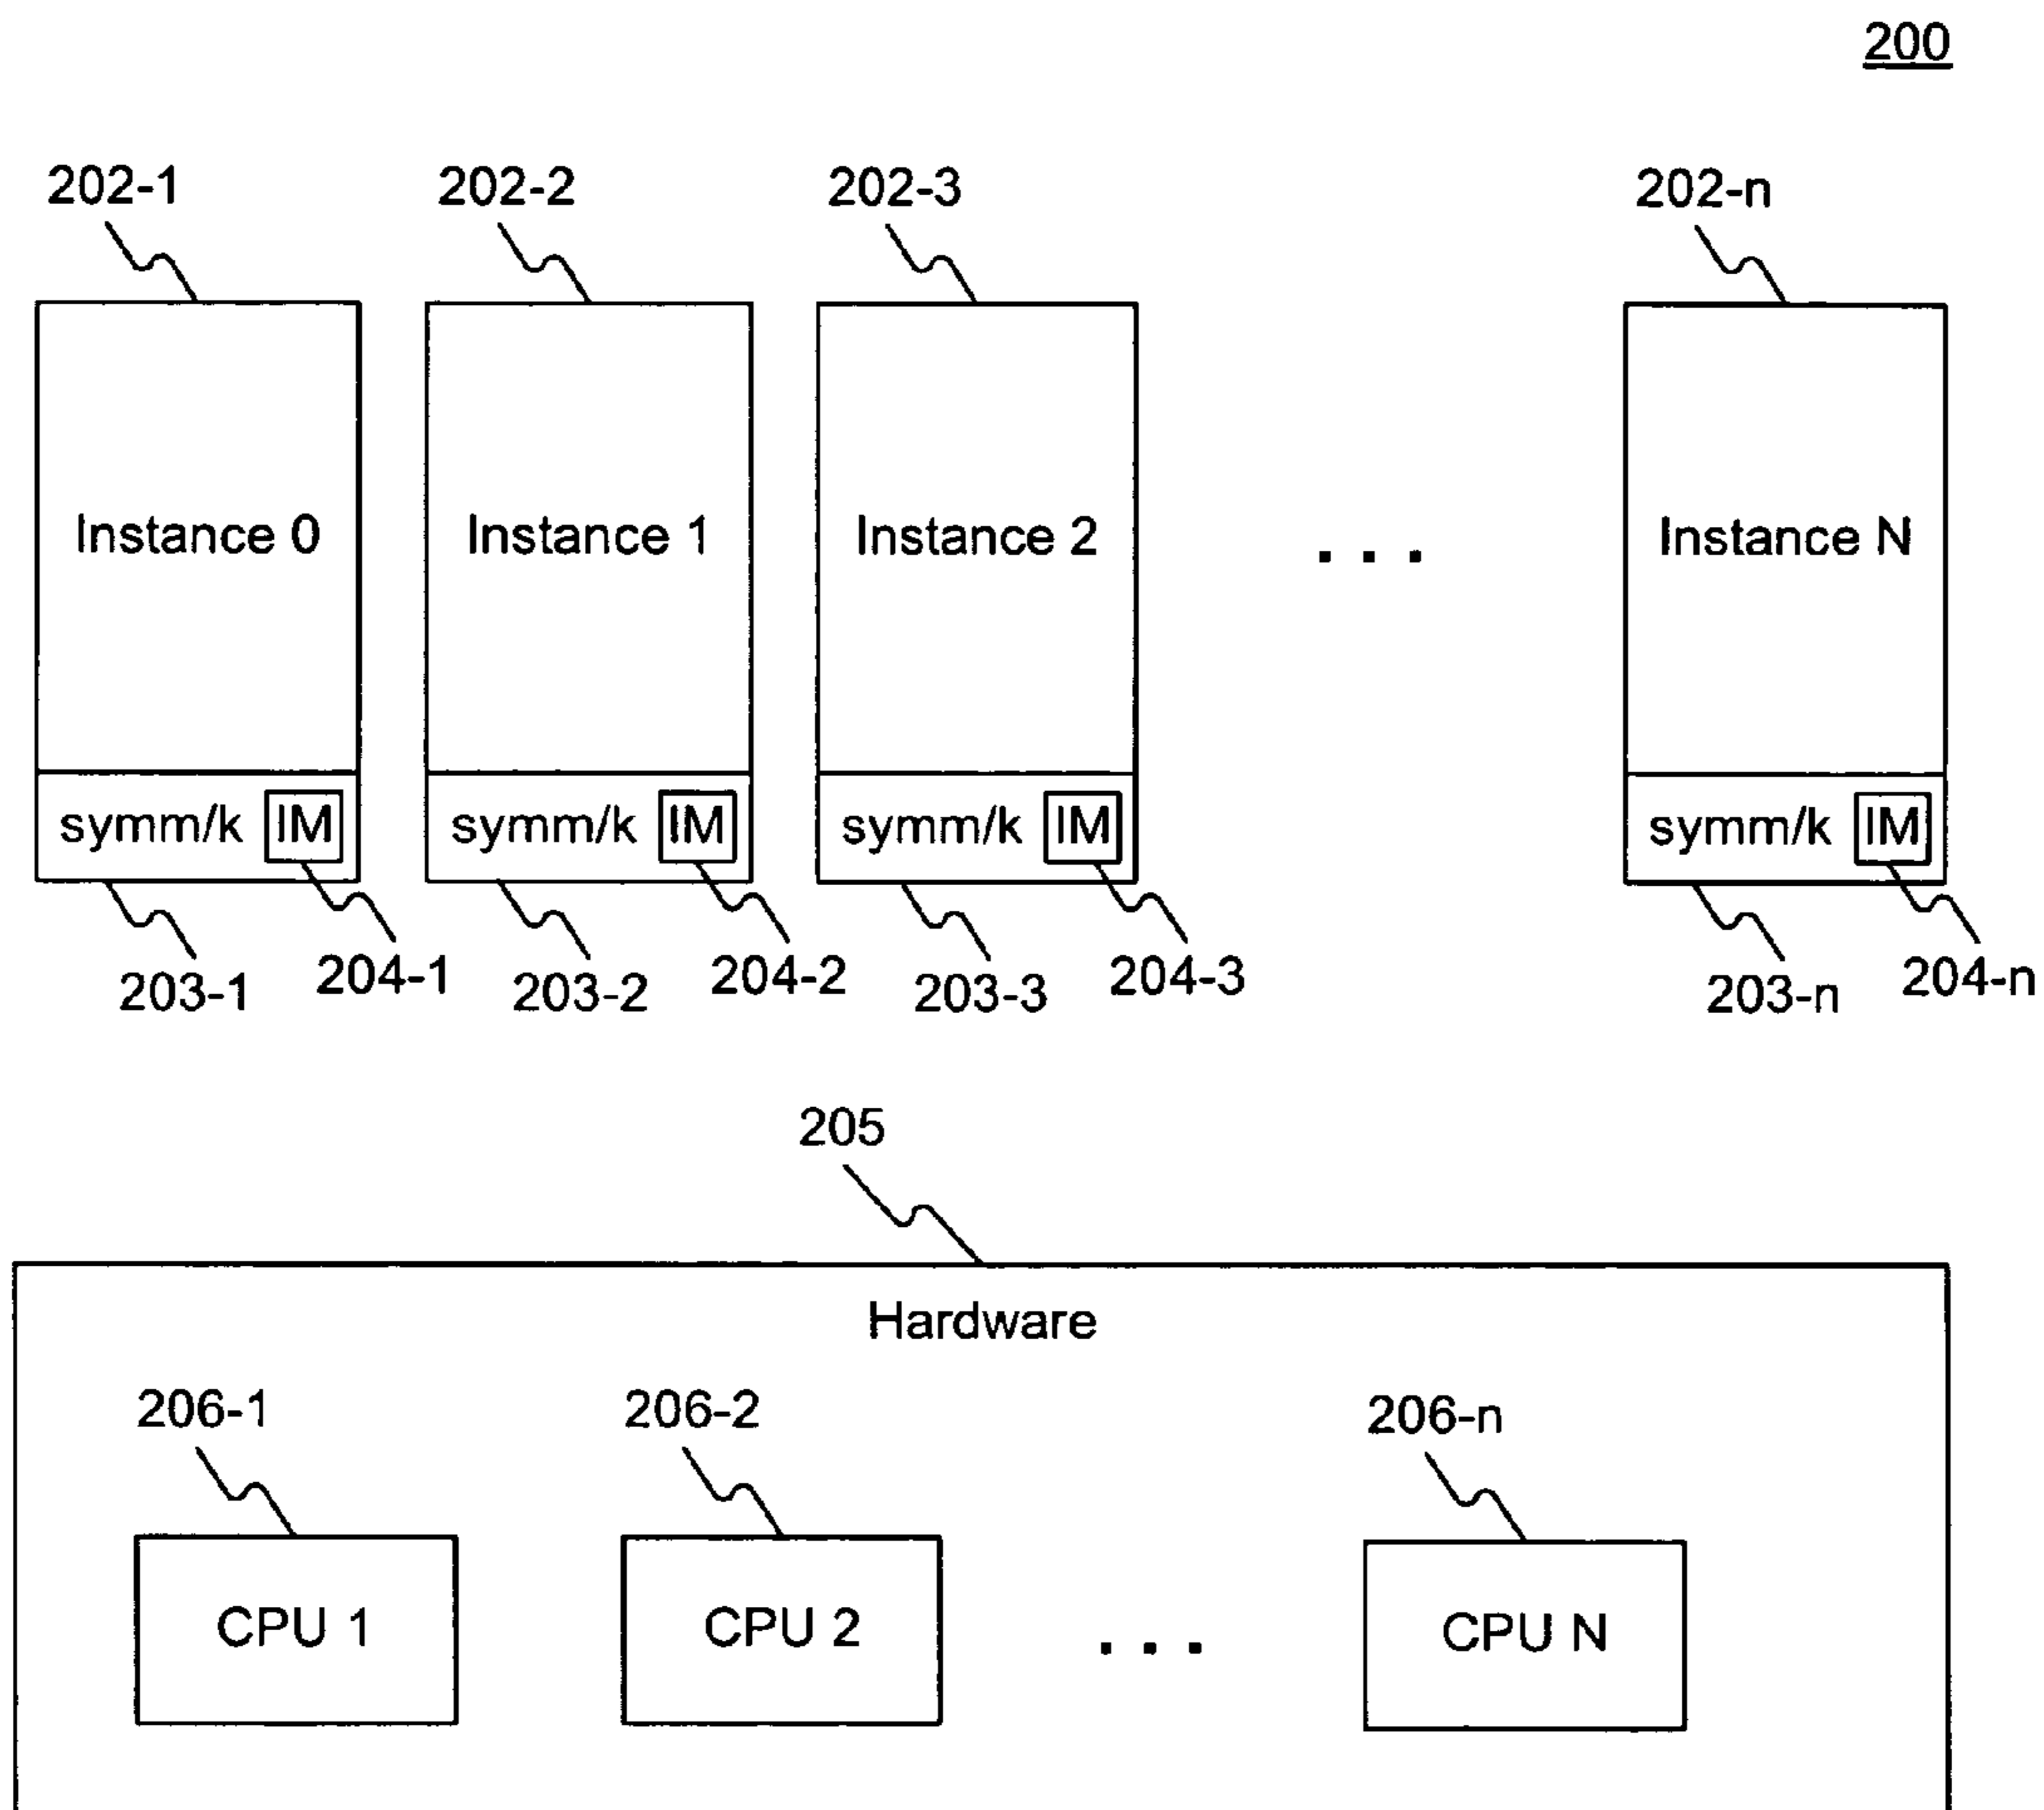 200
202-1 202-2 202-3 202-n
Instance 0 Instance 1 Instance 2 ... Instance N
symm/k IM symm/k IM symm/k IM symm/k IM
203-1 204-1 203-2 204-2 203-3 204-3 203-n 204-n
205
Hardware
206-1 206-2 206-n
CPU 1 CPU 2 ... CPU N